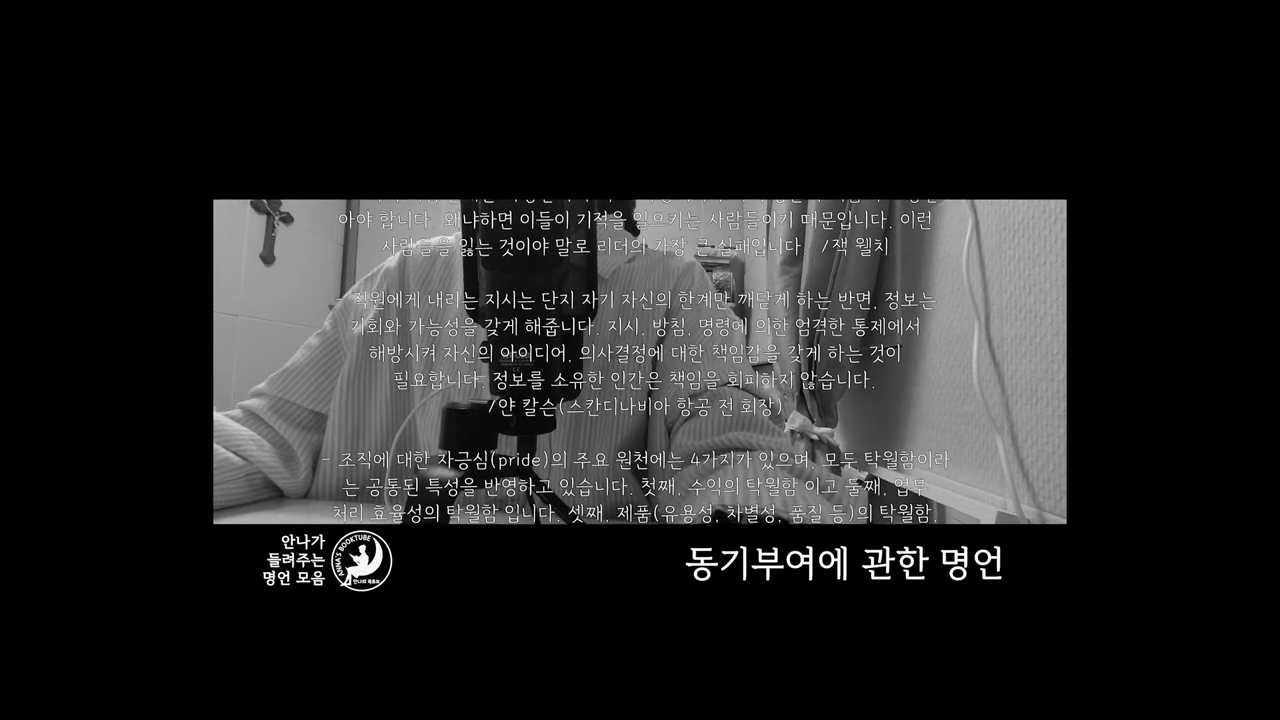 아야 합니다. 왜냐하면 이들이 기적을 일으키는 사람들이기 때문입니다. 이런
사람들을 잃는 것이야 말로 리더의 가장 큰 실패입니다. /잭 웰치
- 직원에게 내리는 지시는 단지 자기 자신의 한계만 깨닫게 하는 반면, 정보는
기회와 가능성을 갖게 해줍니다. 지시, 방침, 명령에 의한 엄격한 통제에서
해방시켜 자신의 아이디어, 의사결정에 대한 책임감을 갖게 하는 것이
필요합니다. 정보를 소유한 인간은 책임을 회피하지 않습니다.
/얀 칼슨(스칸디나비아 항공 전 회장)
- 조직에 대한 자긍심(pride)의 주요 원천에는 4가지가 있으며, 모두 탁월함이라
는 공통된 특성을 반영하고 있습니다. 첫째, 수익의 탁월함 이고 둘째, 업무
처리 효율성의 탁월함 입니다. 셋째, 제품(유용성, 차별성, 품질 등)의 탁월함,
안나가
들려주는
명언 모음
ANNA'S BOOKTUBE
안나의 북튜브
동기부여에 관한 명언